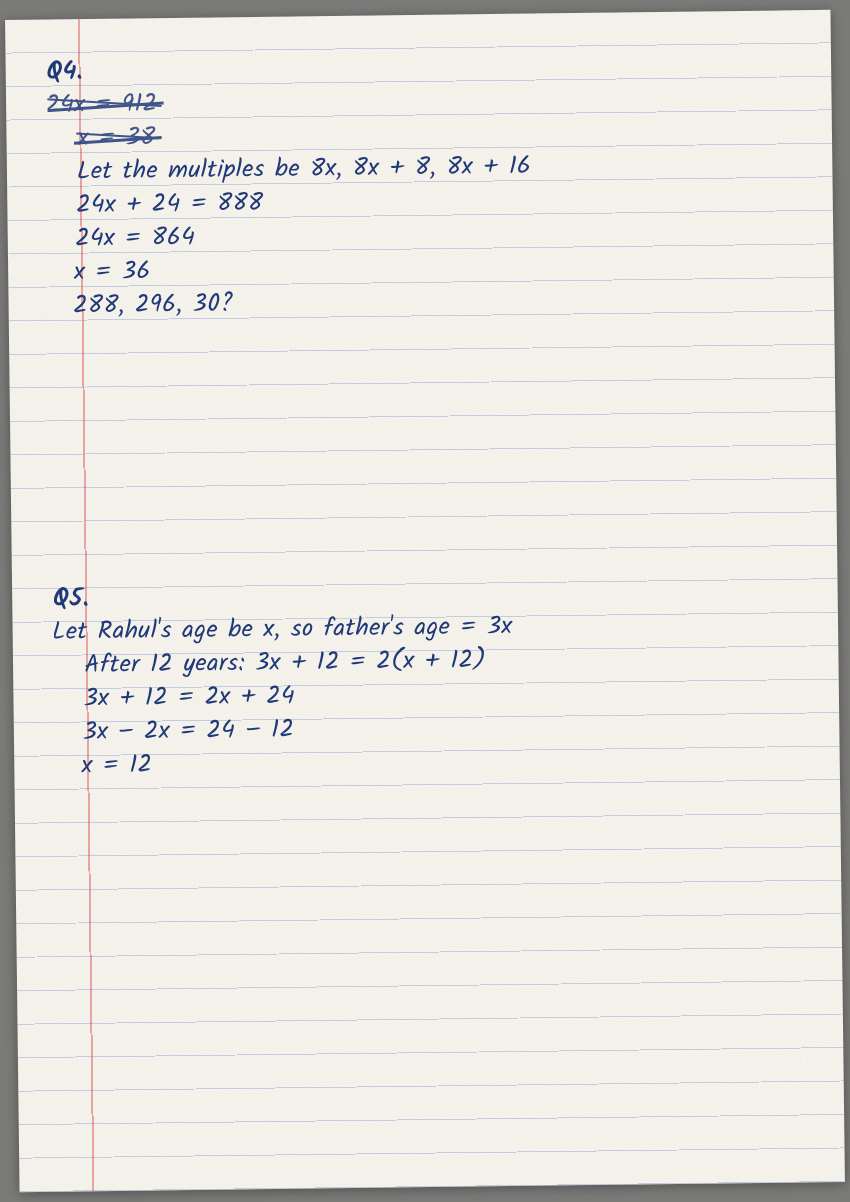 Q4.
24x = 912
x = 38
Let the multiples be 8x, 8x + 8, 8x + 16
24x + 24 = 888
24x = 864
x = 36
288, 296, 30?
Q5.
Let Rahul's age be x, so father's age = 3x
After 12 years: 3x + 12 = 2(x + 12)
3x + 12 = 2x + 24
3x − 2x = 24 − 12
x = 12